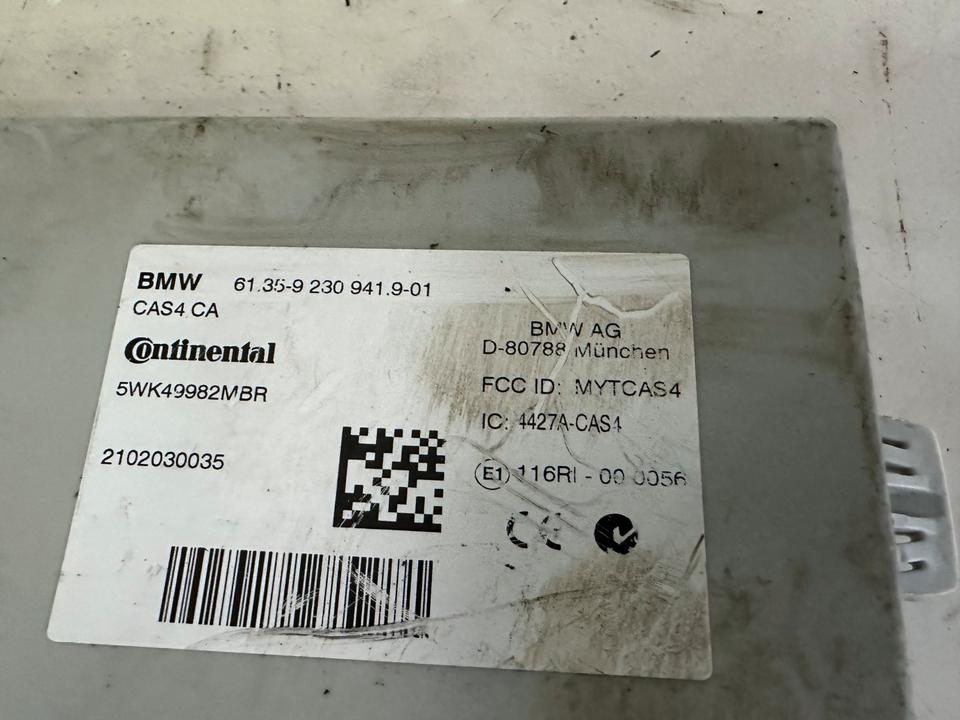 BMW 61.35-9 230 941.9-01
CAS4 CA
Continental
5WK49982MBR
2102030035
BMW AG
D-80788 München
FCC ID: MYTCAS4
IC: 4427A-CAS4
E1 116RI - 00 0056
CE